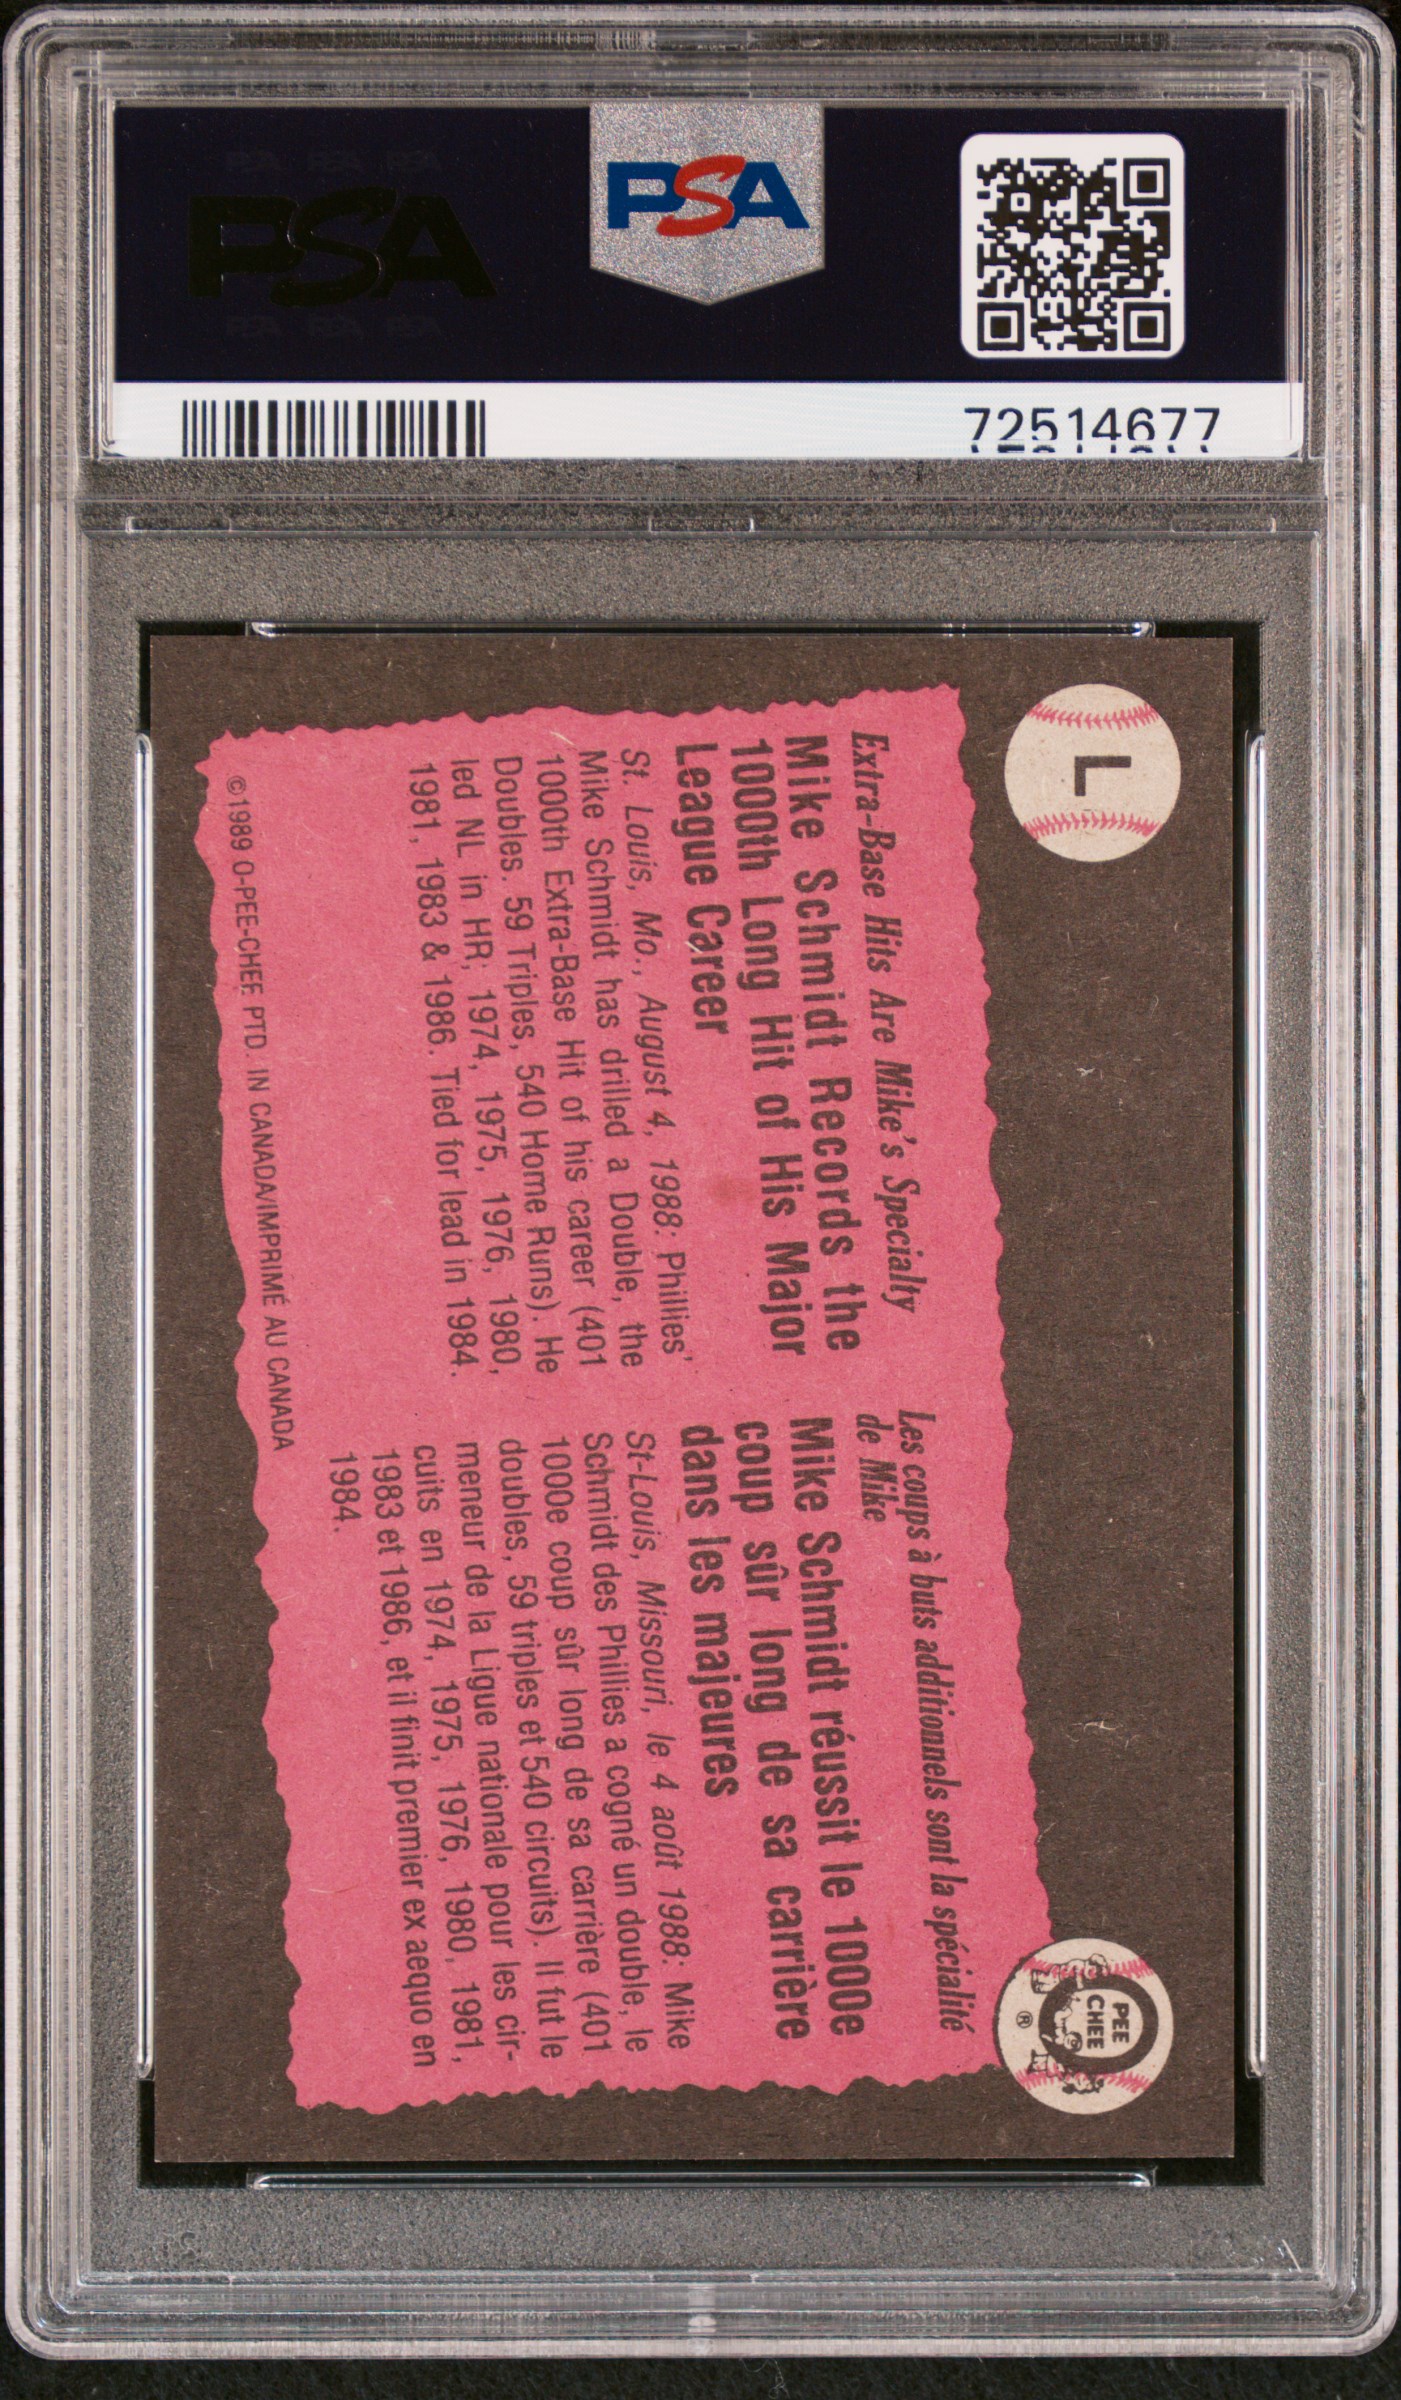 PSA
PSA
72514677
L
Extra-Base Hits Are Mike's Specialty
Mike Schmidt Records the
1000th Long Hit of His Major
League Career
St. Louis, Mo., August 4, 1988: Phillies'
Mike Schmidt has drilled a Double, the
1000th Extra-Base Hit of his career (401
Doubles. 59 Triples, 540 Home Runs). He
led NL in HR; 1974, 1975, 1976, 1980,
1981, 1983 & 1986. Tied for lead in 1984.
Les coups à buts additionnels sont la spécialité
de Mike
Mike Schmidt réussit le 1000e
coup sûr long de sa carrière
dans les majeures
St-Louis, Missouri, le 4 août 1988: Mike
Schmidt des Phillies a cogné un double, le
1000e coup sûr long de sa carrière (401
doubles, 59 triples et 540 circuits). Il fut le
meneur de la Ligue nationale pour les cir-
cuits en 1974, 1975, 1976, 1980, 1981,
1983 et 1986, et il finit premier ex aequo en
1984.
©1989 O-PEE-CHEE PTD. IN CANADA/IMPRIMÉ AU CANADA
O
PEE
CHEE
®